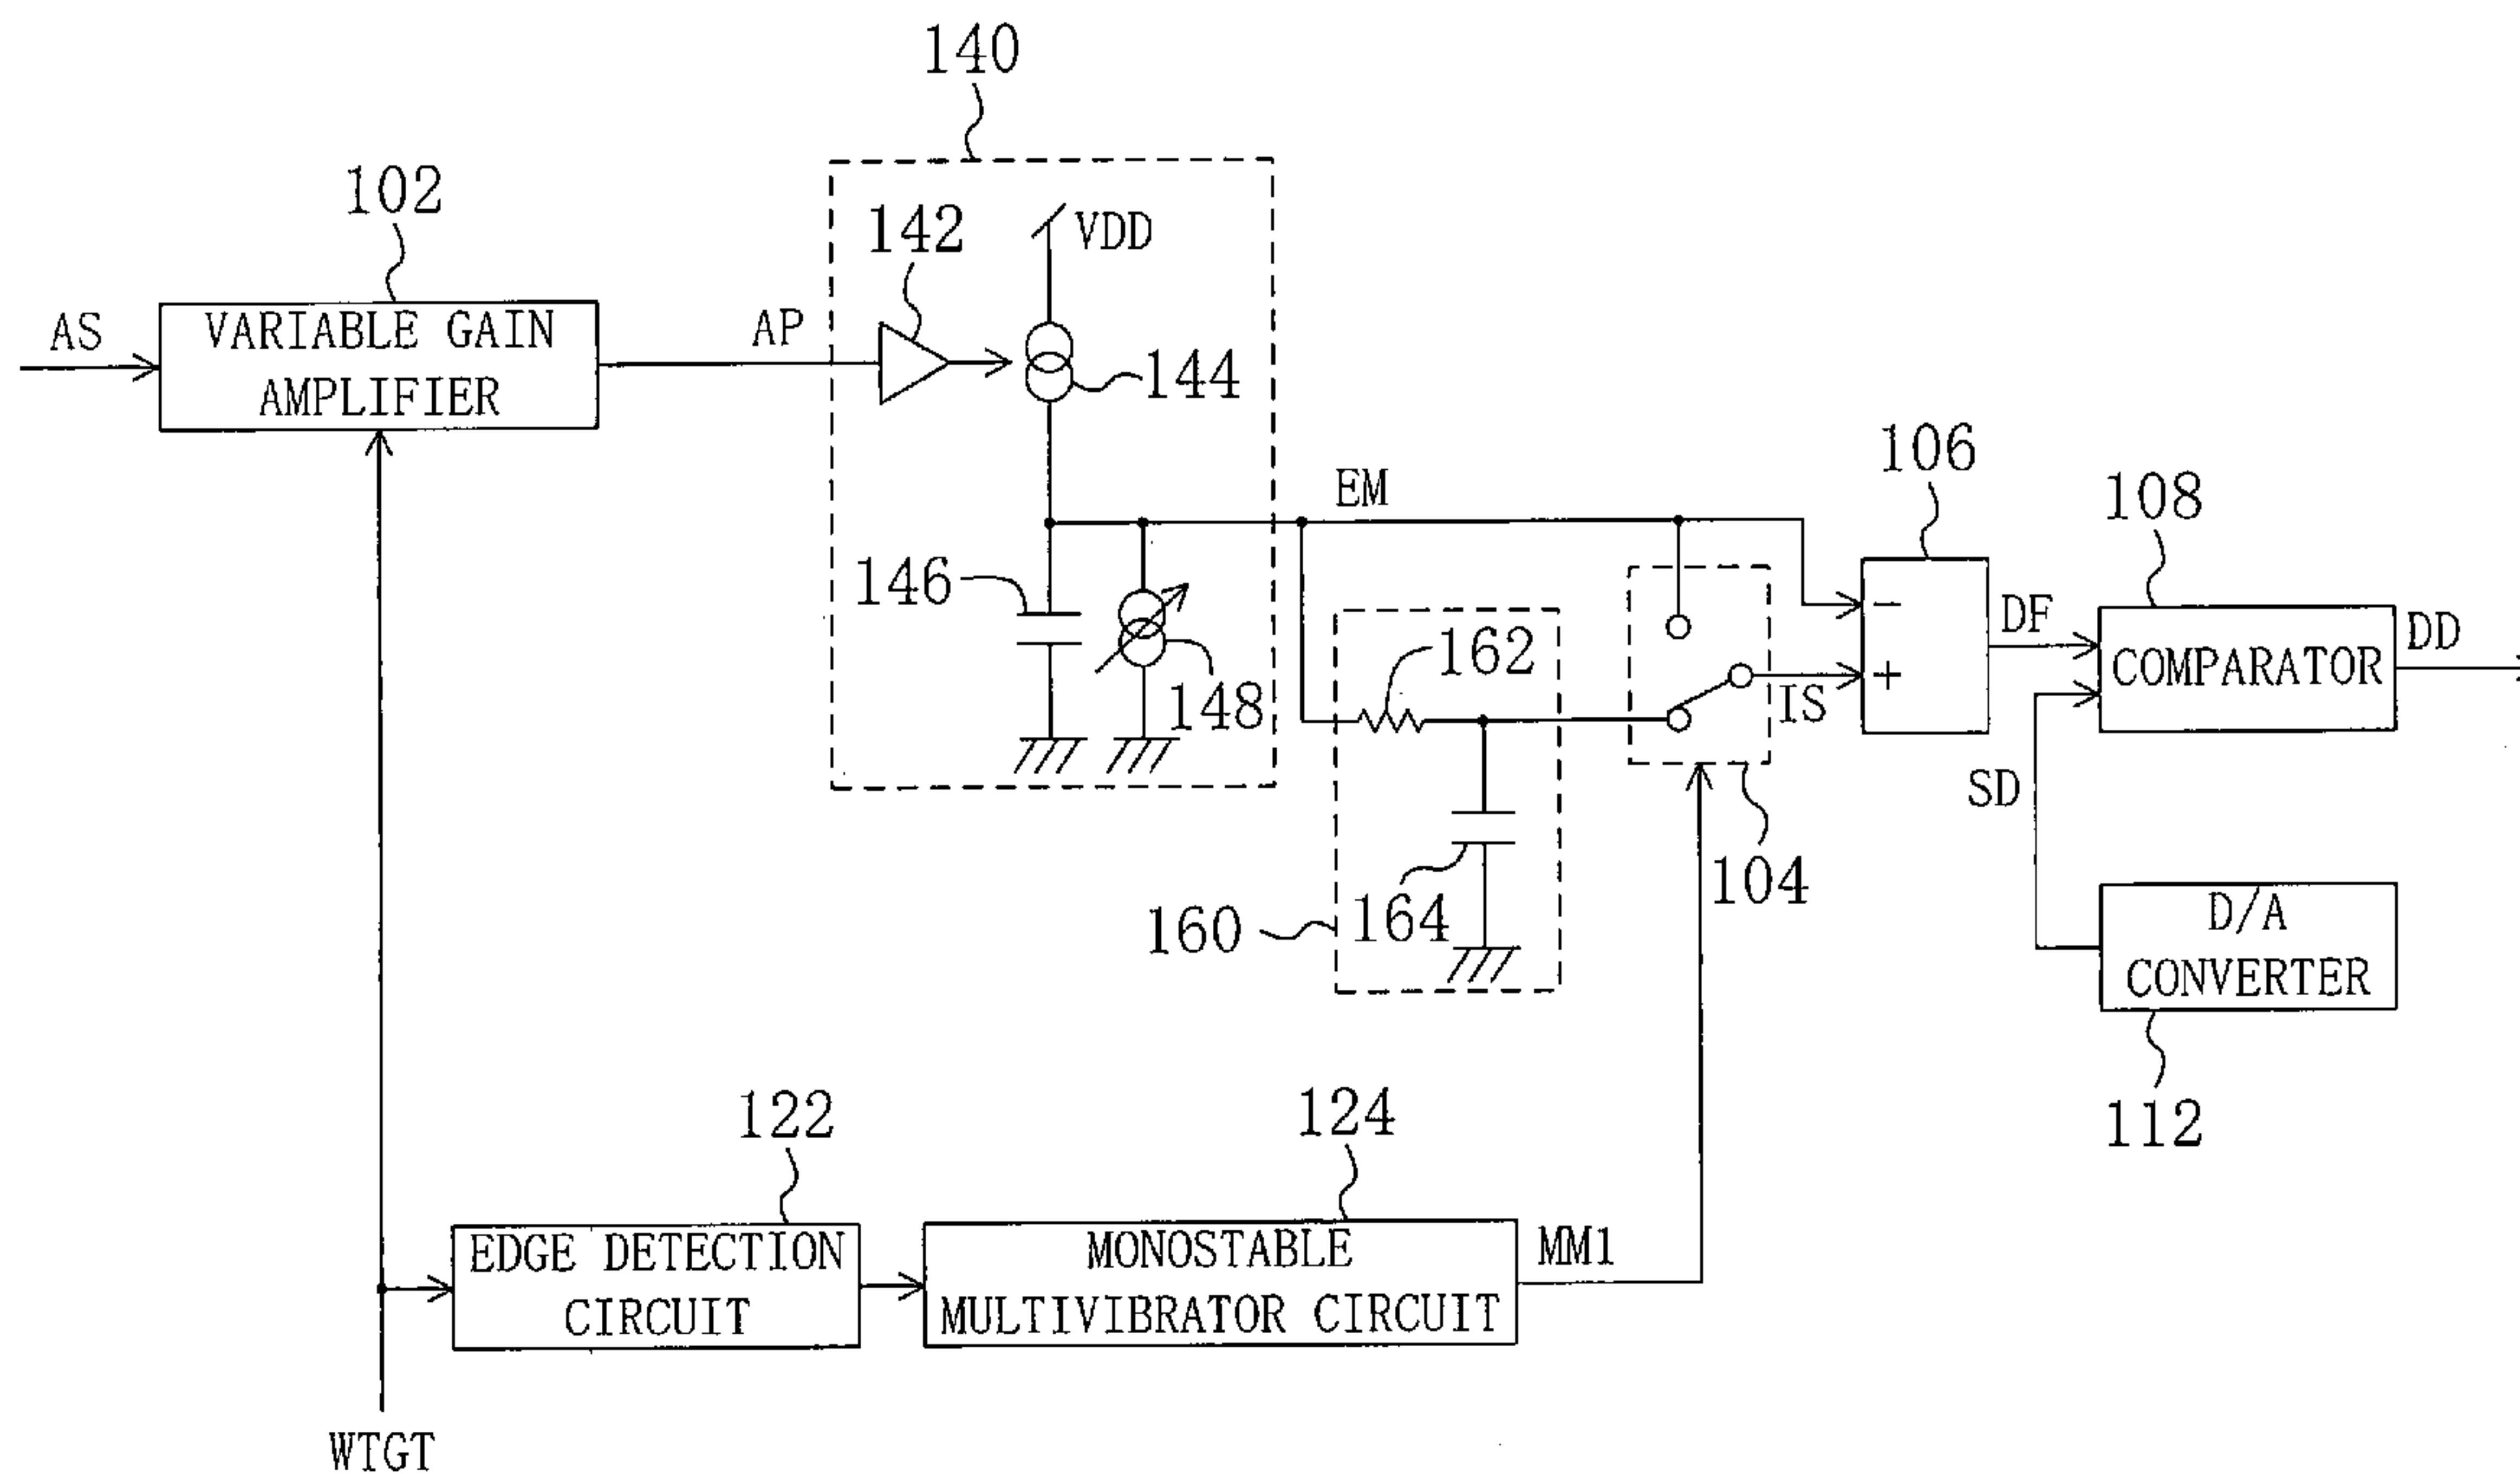 140
102
142
VDD
AS
VARIABLE GAIN
AMPLIFIER
AP
144
106
EM
108
146
162
148
−
+
IS
DF
COMPARATOR
DD
SD
104
160
164
D/A
CONVERTER
112
122
124
EDGE DETECTION
CIRCUIT
MONOSTABLE
MULTIVIBRATOR CIRCUIT
MM1
WTGT